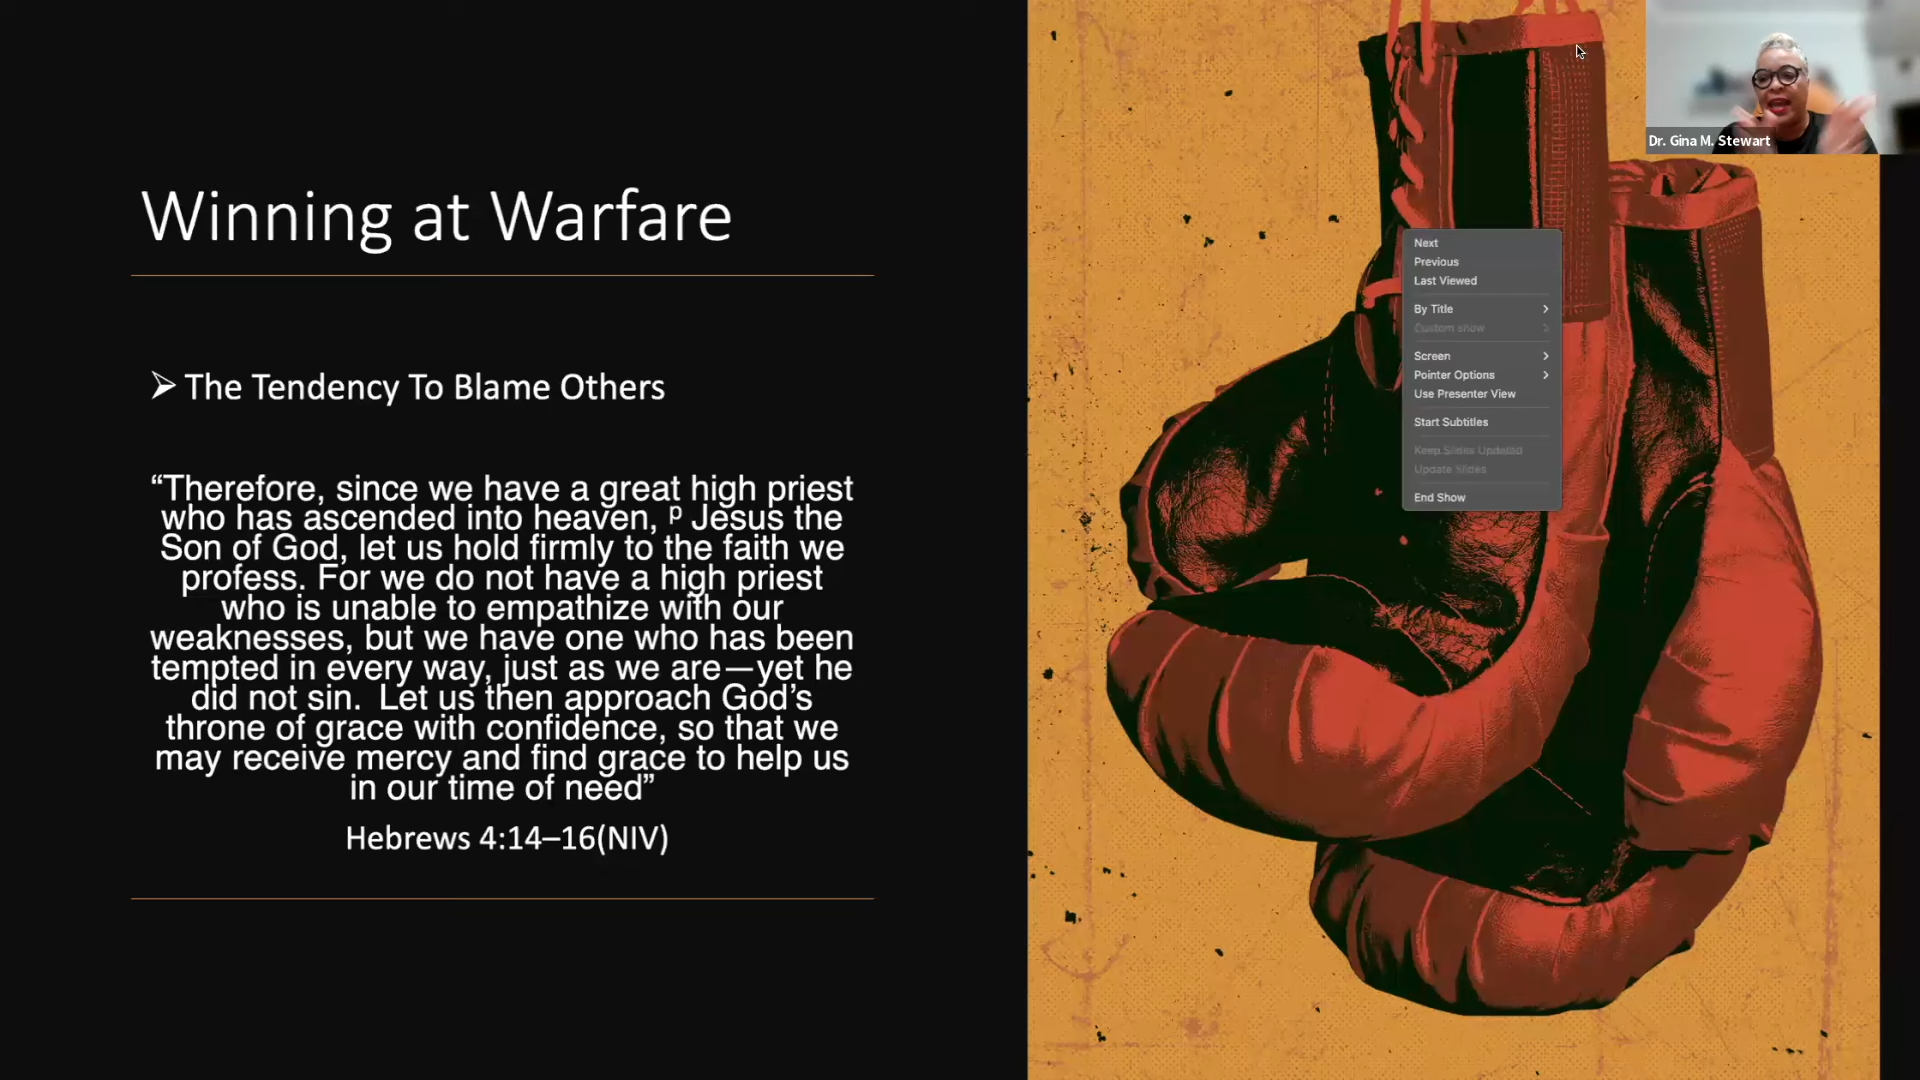 Winning at Warfare
➢ The Tendency To Blame Others
“Therefore, since we have a great high priest
who has ascended into heaven, ᵖ Jesus the
Son of God, let us hold firmly to the faith we
profess. For we do not have a high priest
who is unable to empathize with our
weaknesses, but we have one who has been
tempted in every way, just as we are—yet he
did not sin.  Let us then approach God’s
throne of grace with confidence, so that we
may receive mercy and find grace to help us
in our time of need”
Hebrews 4:14–16(NIV)
Next
Previous
Last Viewed
By Title
Custom show
Screen
Pointer Options
Use Presenter View
Start Subtitles
Keep Slides Updated
Update Slides
End Show
Dr. Gina M. Stewart